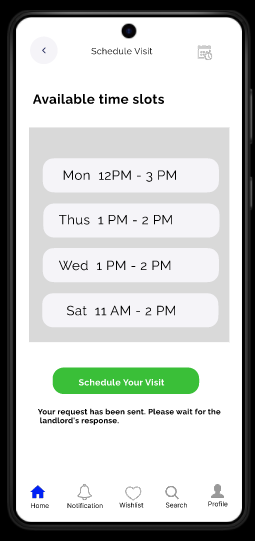 Schedule Visit
Available time slots
Mon 12PM - 3 PM
Thus 1 PM - 2 PM
Wed 1 PM - 2 PM
Sat 11 AM - 2 PM
Schedule Your Visit
Your request has been sent. Please wait for the
landlord's response.
Home Notification Wishlist Search Profile